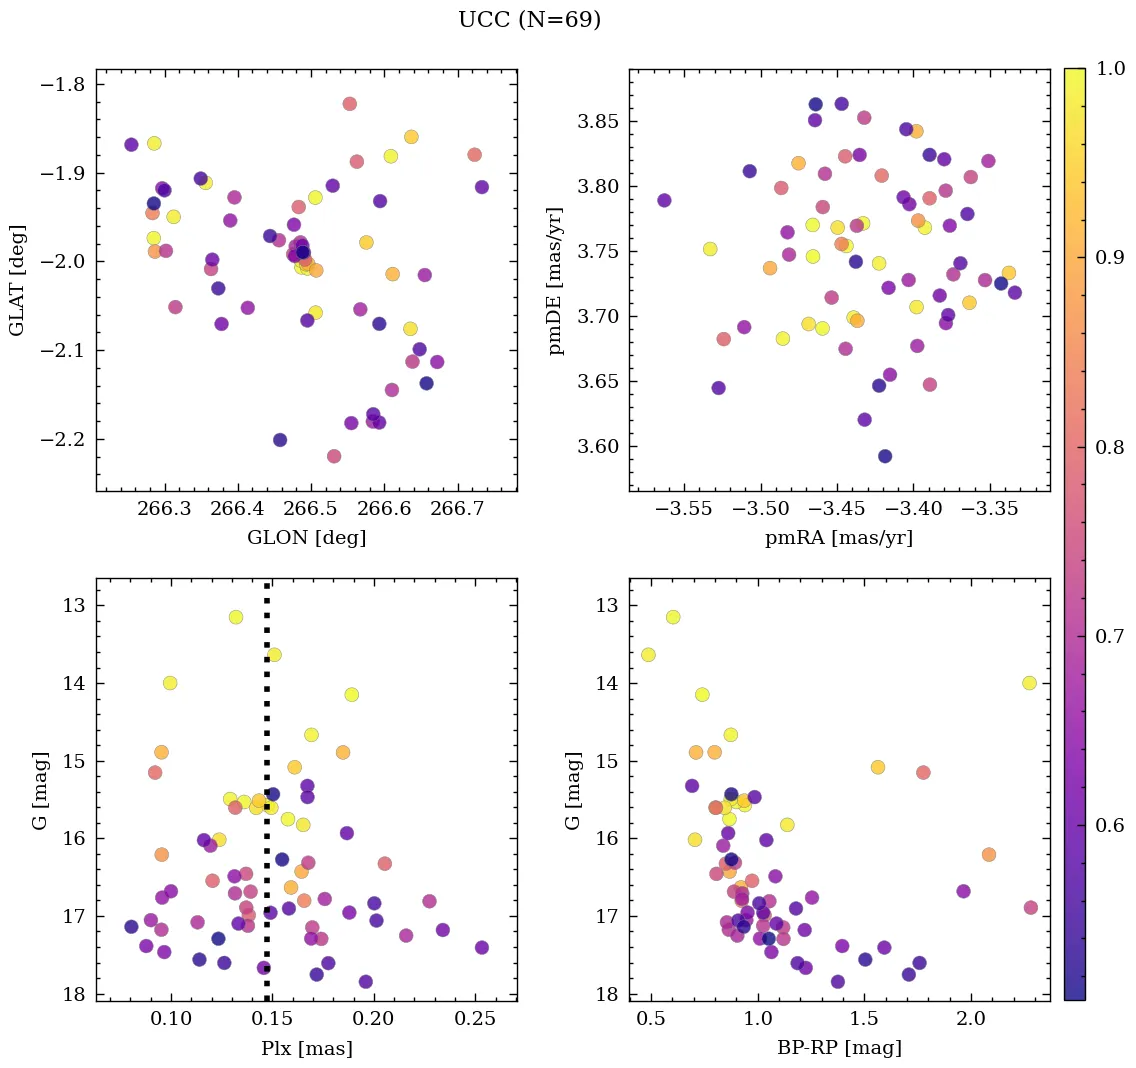 UCC (N=69)
−1.8
−1.9
−2.0
−2.1
−2.2
GLAT [deg]
266.3 266.4 266.5 266.6 266.7
GLON [deg]
3.85
3.80
3.75
3.70
3.65
3.60
pmDE [mas/yr]
−3.55 −3.50 −3.45 −3.40 −3.35
pmRA [mas/yr]
13
14
15
16
17
18
G [mag]
0.10 0.15 0.20 0.25
Plx [mas]
13
14
15
16
17
18
G [mag]
0.5 1.0 1.5 2.0
BP-RP [mag]
1.0
0.9
0.8
0.7
0.6